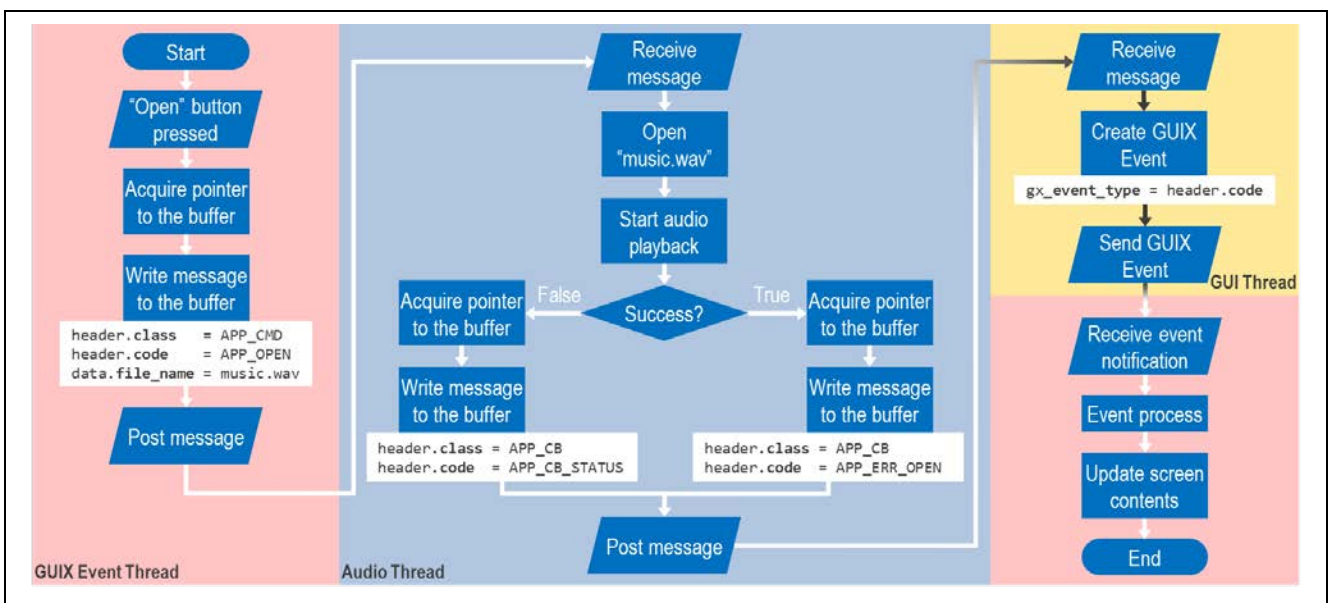 Start
"Open" button
pressed
Acquire pointer
to the buffer
Write message
to the buffer
header.class = APP_CMD
header.code = APP_OPEN
data.file_name = music.wav
Post message
GUIX Event Thread
Receive
message
Open
"music.wav"
Start audio
playback
Success?
False
True
Acquire pointer
to the buffer
Write message
to the buffer
header.class = APP_CB
header.code = APP_CB_STATUS
Acquire pointer
to the buffer
Write message
to the buffer
header.class = APP_CB
header.code = APP_ERR_OPEN
Post message
Audio Thread
Receive
message
Create GUIX
Event
gx_event_type = header.code
Send GUIX
Event
GUI Thread
Receive event
notification
Event process
Update screen
contents
End